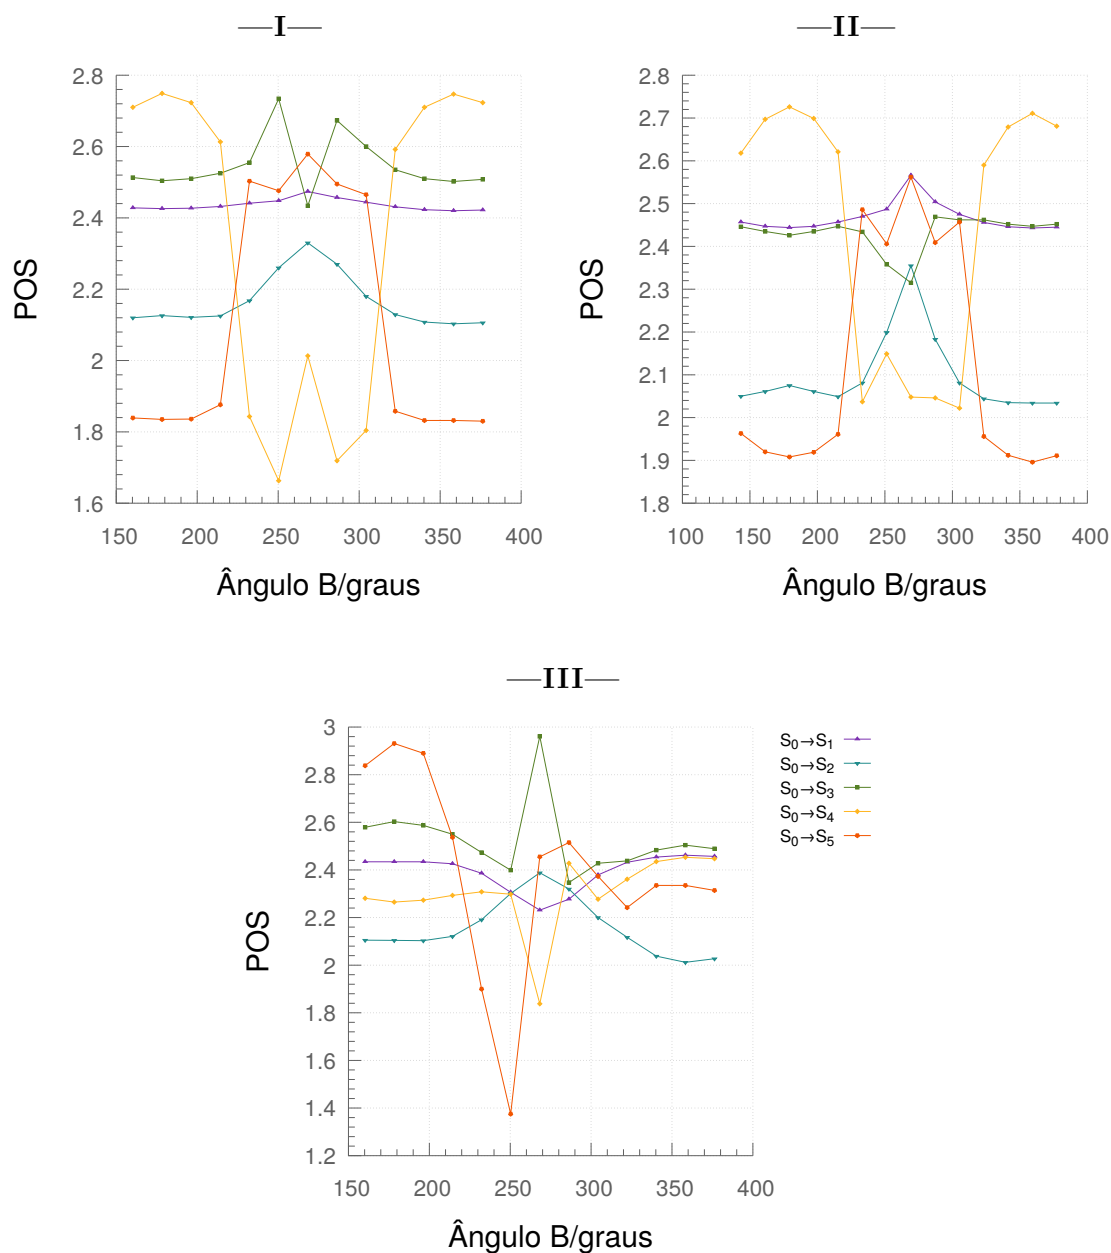 —I—
2.8
2.6
2.4
2.2
2
1.8
1.6
POS
150 200 250 300 350 400
Ângulo B/graus
—II—
2.8
2.7
2.6
2.5
2.4
2.3
2.2
2.1
2
1.9
1.8
POS
100 150 200 250 300 350 400
Ângulo B/graus
—III—
3
2.8
2.6
2.4
2.2
2
1.8
1.6
1.4
1.2
POS
150 200 250 300 350 400
Ângulo B/graus
S₀→S₁
S₀→S₂
S₀→S₃
S₀→S₄
S₀→S₅